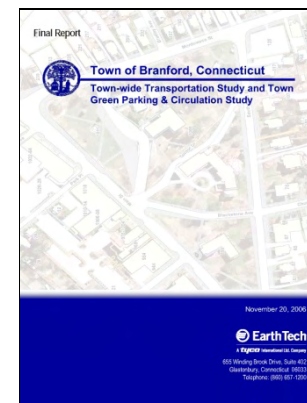 Final Report
Town of Branford, Connecticut
Town-wide Transportation Study and Town
Green Parking & Circulation Study
November 20, 2006
EarthTech
A tyco International Ltd. Company
655 Winding Brook Drive, Suite 402
Glastonbury, Connecticut 06033
Telephone: (860) 657-1200